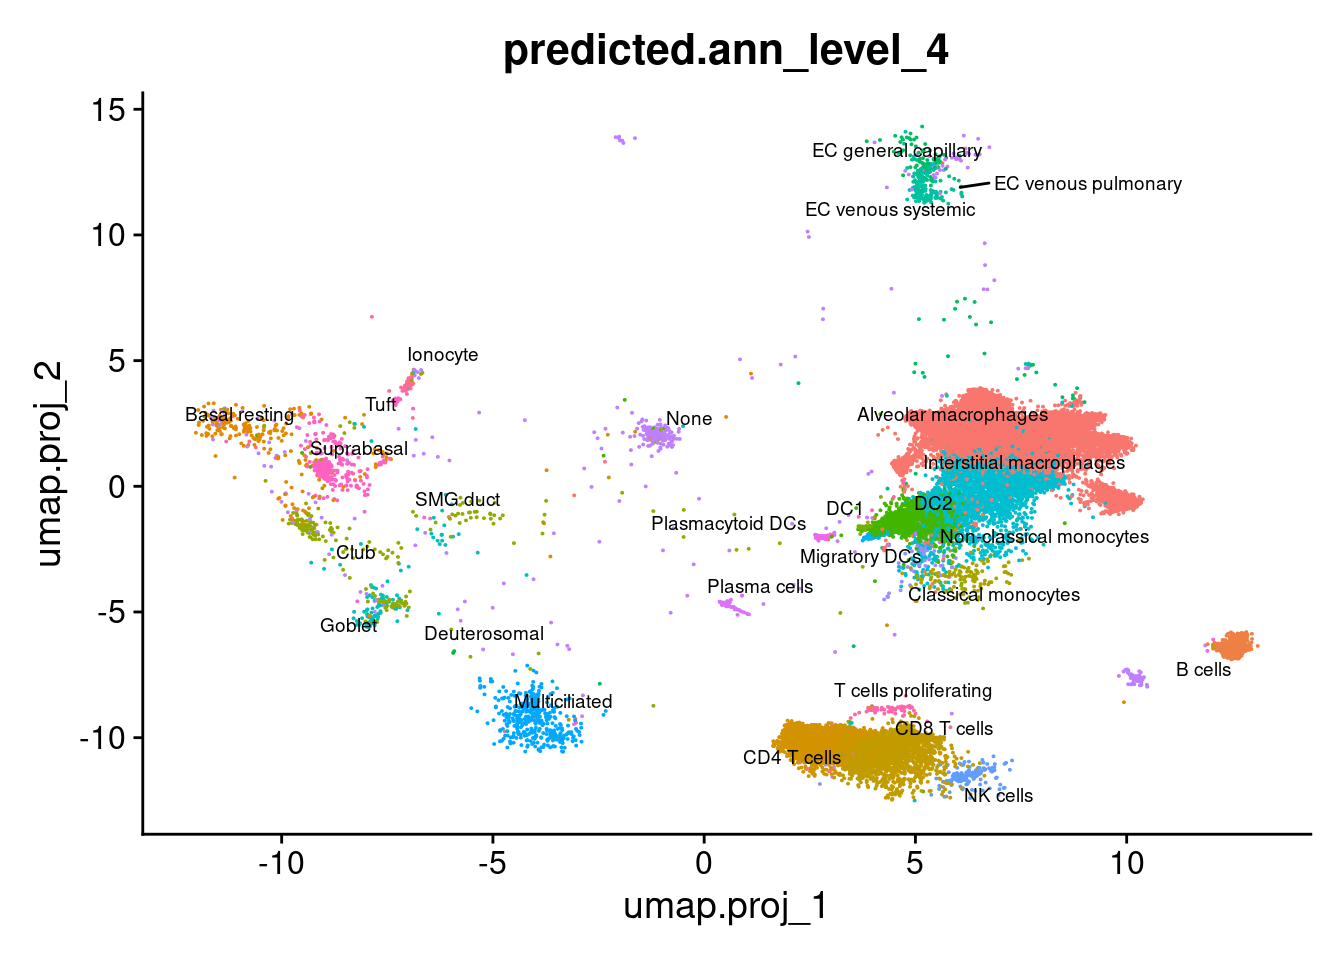 predicted.ann_level_4
15
10
5
0
-5
-10
umap.proj_2
EC general capillary
EC venous pulmonary
EC venous systemic
Ionocyte
Tuft
Basal resting
None
Alveolar macrophages
Suprabasal
Interstitial macrophages
SMG duct
DC1
DC2
Plasmacytoid DCs
Non-classical monocytes
Club
Migratory DCs
Plasma cells
Classical monocytes
Goblet
Deuterosomal
B cells
T cells proliferating
Multiciliated
CD8 T cells
CD4 T cells
NK cells
-10
-5
0
5
10
umap.proj_1